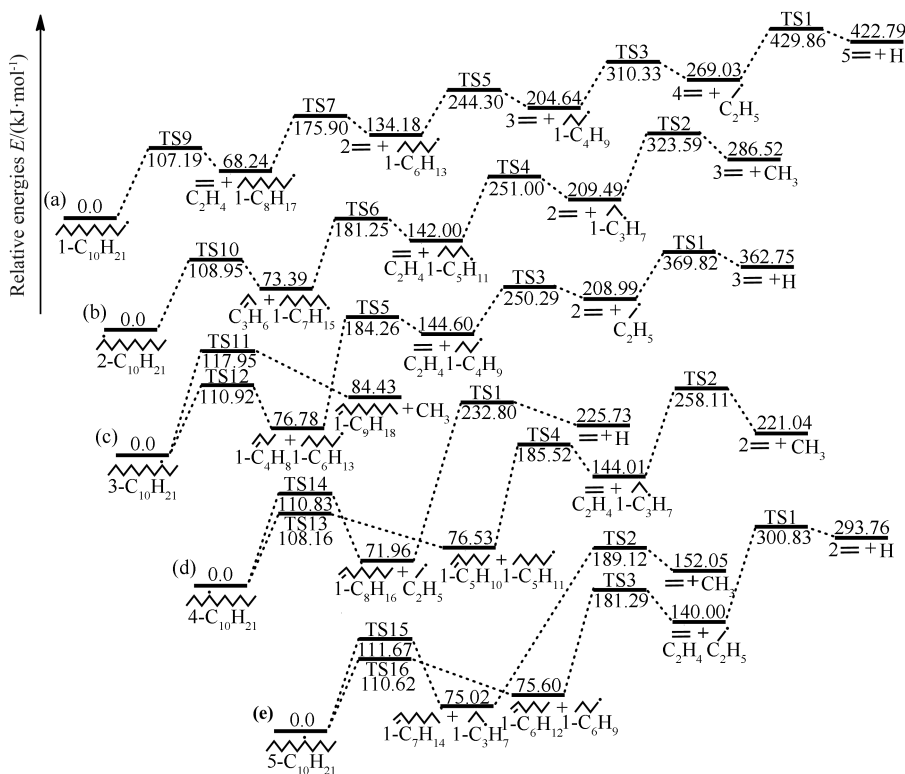 Relative energies E/(kJ·mol⁻¹)
(a)
0.0
1-C₁₀H₂₁
TS9
107.19
68.24
C₂H₄ + 1-C₈H₁₇
TS7
175.90
134.18
2 + 1-C₆H₁₃
TS5
244.30
204.64
3 + 1-C₄H₉
TS3
310.33
269.03
4 + C₂H₅
TS1
429.86
422.79
5 + H
(b)
0.0
2-C₁₀H₂₁
TS10
108.95
73.39
C₃H₆ + 1-C₇H₁₅
TS6
181.25
142.00
+
C₂H₄ 1-C₅H₁₁
TS4
251.00
209.49
2 + 1-C₃H₇
TS2
323.59
286.52
3 + CH₃
(c)
0.0
3-C₁₀H₂₁
TS11
117.95
84.43
1-C₉H₁₈ + CH₃
TS12
110.92
76.78
1-C₄H₈ + 1-C₆H₁₃
TS5
184.26
144.60
+
C₂H₄ 1-C₄H₉
TS3
250.29
208.99
2 + C₂H₅
TS1
369.82
362.75
3 + H
(d)
0.0
4-C₁₀H₂₁
TS14
110.83
TS13
108.16
71.96
1-C₈H₁₆ + C₂H₅
TS1
232.80
225.73
+ H
76.53
1-C₅H₁₀ + 1-C₅H₁₁
TS4
185.52
144.01
+
C₂H₄ 1-C₃H₇
TS2
258.11
221.04
2 + CH₃
(e)
0.0
5-C₁₀H₂₁
TS15
111.67
TS16
110.62
75.02
1-C₇H₁₄ + 1-C₃H₇
TS2
189.12
152.05
+ CH₃
75.60
1-C₆H₁₂ + 1-C₆H₉
TS3
181.29
140.00
+
C₂H₄ C₂H₅
TS1
300.83
293.76
2 + H